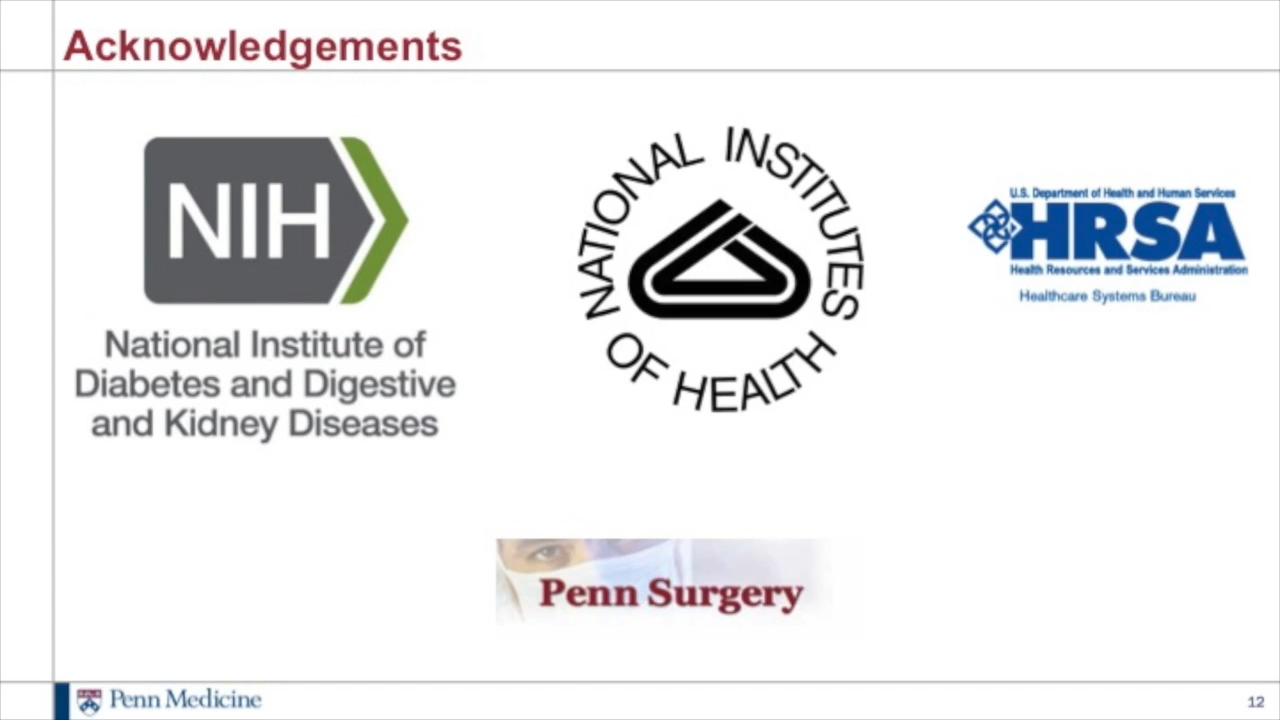 Acknowledgements
NIH
National Institute of
Diabetes and Digestive
and Kidney Diseases
NATIONAL INSTITUTES
OF HEALTH
U.S. Department of Health and Human Services
HRSA
Health Resources and Services Administration
Healthcare Systems Bureau
Penn Surgery
Penn Medicine
12